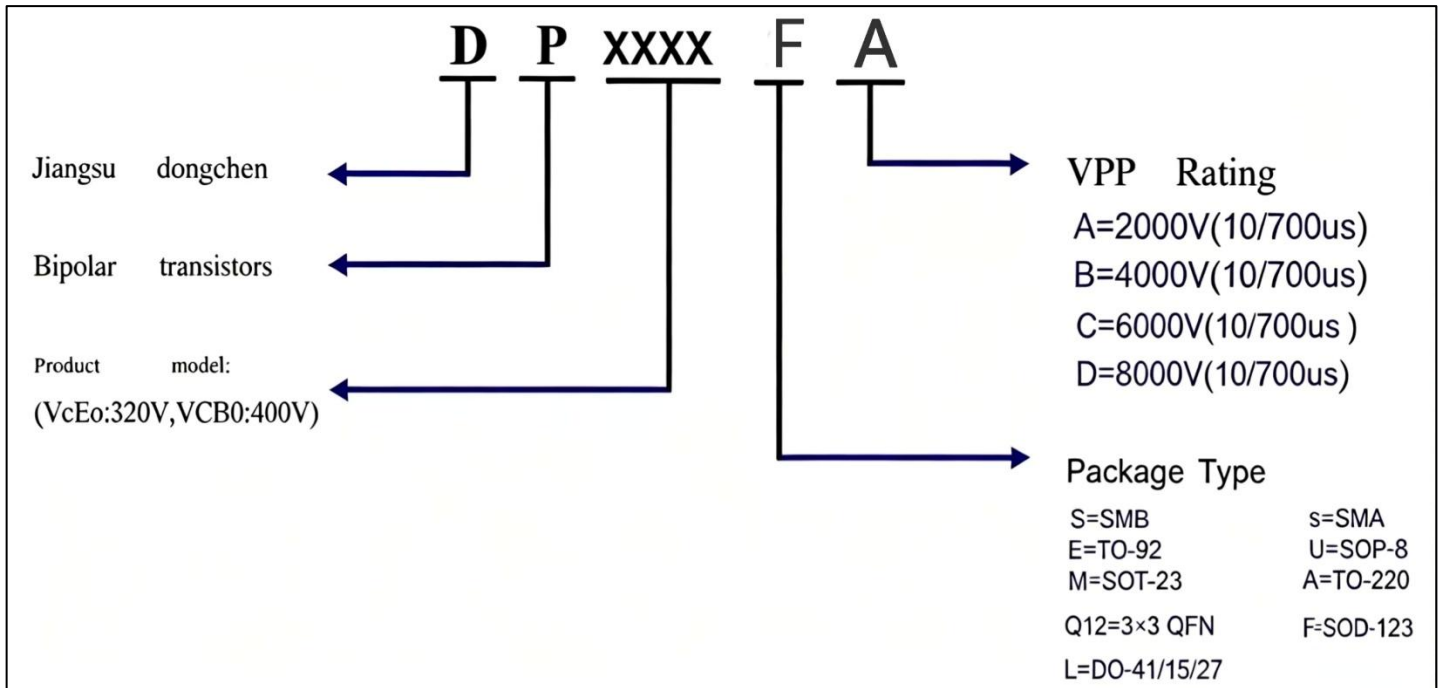 D P XXXX F A
Jiangsu dongchen
Bipolar transistors
Product model:
(VcEo:320V,VCB0:400V)
VPP Rating
A=2000V(10/700us)
B=4000V(10/700us)
C=6000V(10/700us )
D=8000V(10/700us)
Package Type
S=SMB s=SMA
E=TO-92 U=SOP-8
M=SOT-23 A=TO-220
Q12=3×3 QFN F=SOD-123
L=DO-41/15/27